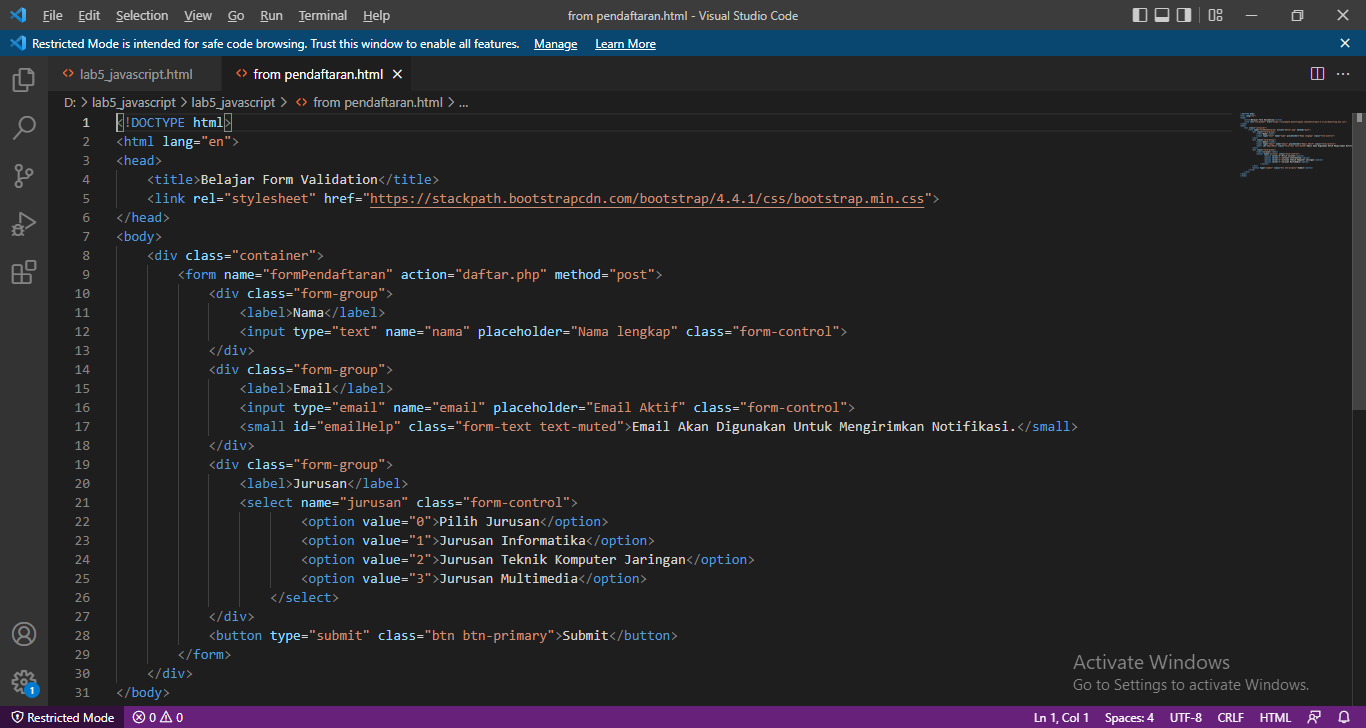 File Edit Selection View Go Run Terminal Help from pendaftaran.html - Visual Studio Code
Restricted Mode is intended for safe code browsing. Trust this window to enable all features. Manage Learn More
lab5_javascript.html from pendaftaran.html
D: > lab5_javascript > lab5_javascript > from pendaftaran.html > ...
1 <!DOCTYPE html>
2 <html lang="en">
3 <head>
4 <title>Belajar Form Validation</title>
5 <link rel="stylesheet" href="https://stackpath.bootstrapcdn.com/bootstrap/4.4.1/css/bootstrap.min.css">
6 </head>
7 <body>
8 <div class="container">
9 <form name="formPendaftaran" action="daftar.php" method="post">
10 <div class="form-group">
11 <label>Nama</label>
12 <input type="text" name="nama" placeholder="Nama lengkap" class="form-control">
13 </div>
14 <div class="form-group">
15 <label>Email</label>
16 <input type="email" name="email" placeholder="Email Aktif" class="form-control">
17 <small id="emailHelp" class="form-text text-muted">Email Akan Digunakan Untuk Mengirimkan Notifikasi.</small>
18 </div>
19 <div class="form-group">
20 <label>Jurusan</label>
21 <select name="jurusan" class="form-control">
22 <option value="0">Pilih Jurusan</option>
23 <option value="1">Jurusan Informatika</option>
24 <option value="2">Jurusan Teknik Komputer Jaringan</option>
25 <option value="3">Jurusan Multimedia</option>
26 </select>
27 </div>
28 <button type="submit" class="btn btn-primary">Submit</button>
29 </form>
30 </div>
31 </body>
Activate Windows
Go to Settings to activate Windows.
1
Restricted Mode 0 0 Ln 1, Col 1 Spaces: 4 UTF-8 CRLF HTML